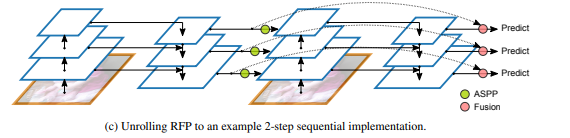 Predict
Predict
Predict
ASPP
Fusion
(c) Unrolling RFP to an example 2-step sequential implementation.